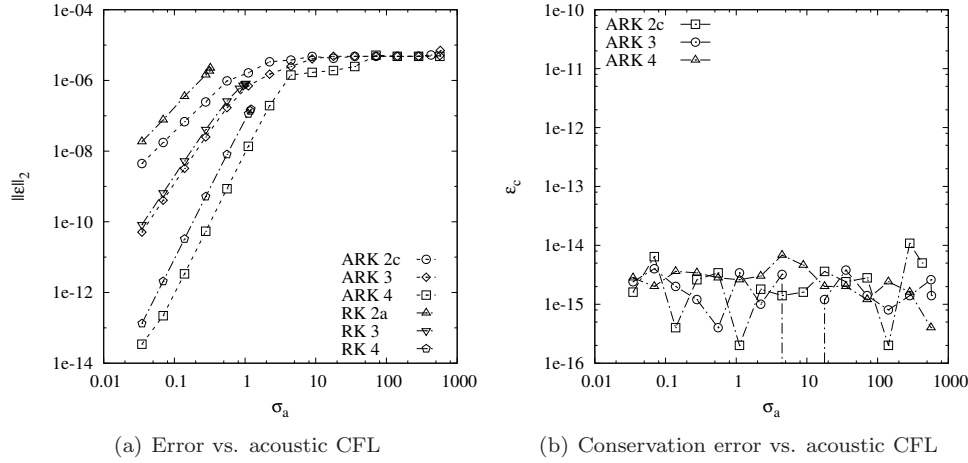 1e-04
1e-06
1e-08
1e-10
1e-12
1e-14
||ε||₂
ARK 2c
ARK 3
ARK 4
RK 2a
RK 3
RK 4
0.01 0.1 1 10 100 1000
σₐ
(a) Error vs. acoustic CFL
1e-10
1e-11
1e-12
1e-13
1e-14
1e-15
1e-16
ε_c
ARK 2c
ARK 3
ARK 4
0.01 0.1 1 10 100 1000
σₐ
(b) Conservation error vs. acoustic CFL